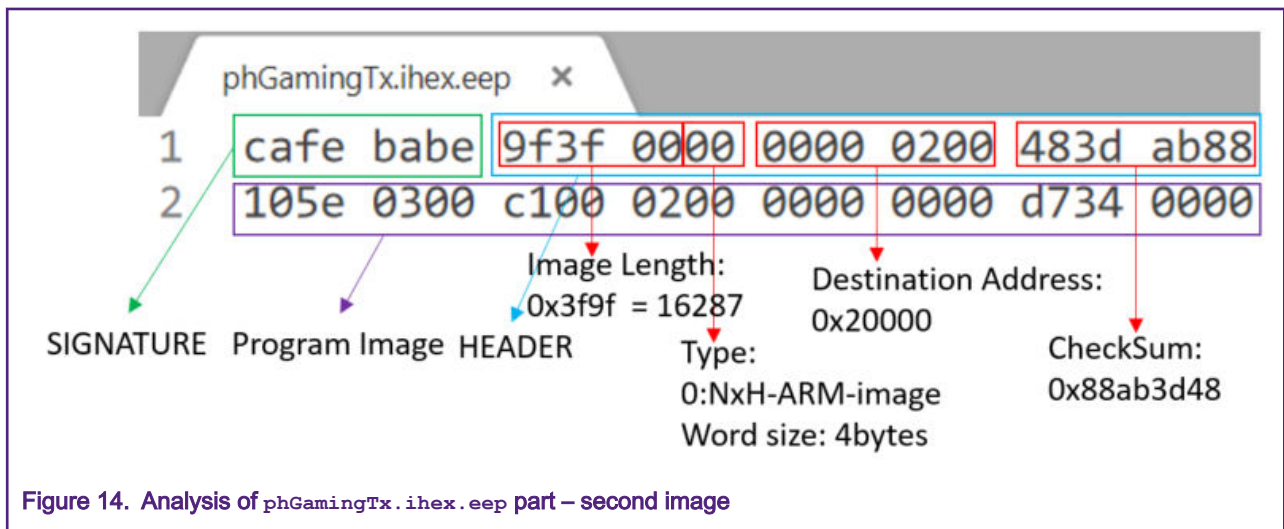 phGamingTx.ihex.eep ×
1 cafe babe 9f3f 0000 0000 0200 483d ab88
2 105e 0300 c100 0200 0000 0000 d734 0000
Image Length:
0x3f9f = 16287
Destination Address:
0x20000
SIGNATURE Program Image HEADER
Type:
0:NxH-ARM-image
Word size: 4bytes
CheckSum:
0x88ab3d48
Figure 14. Analysis of phGamingTx.ihex.eep part – second image